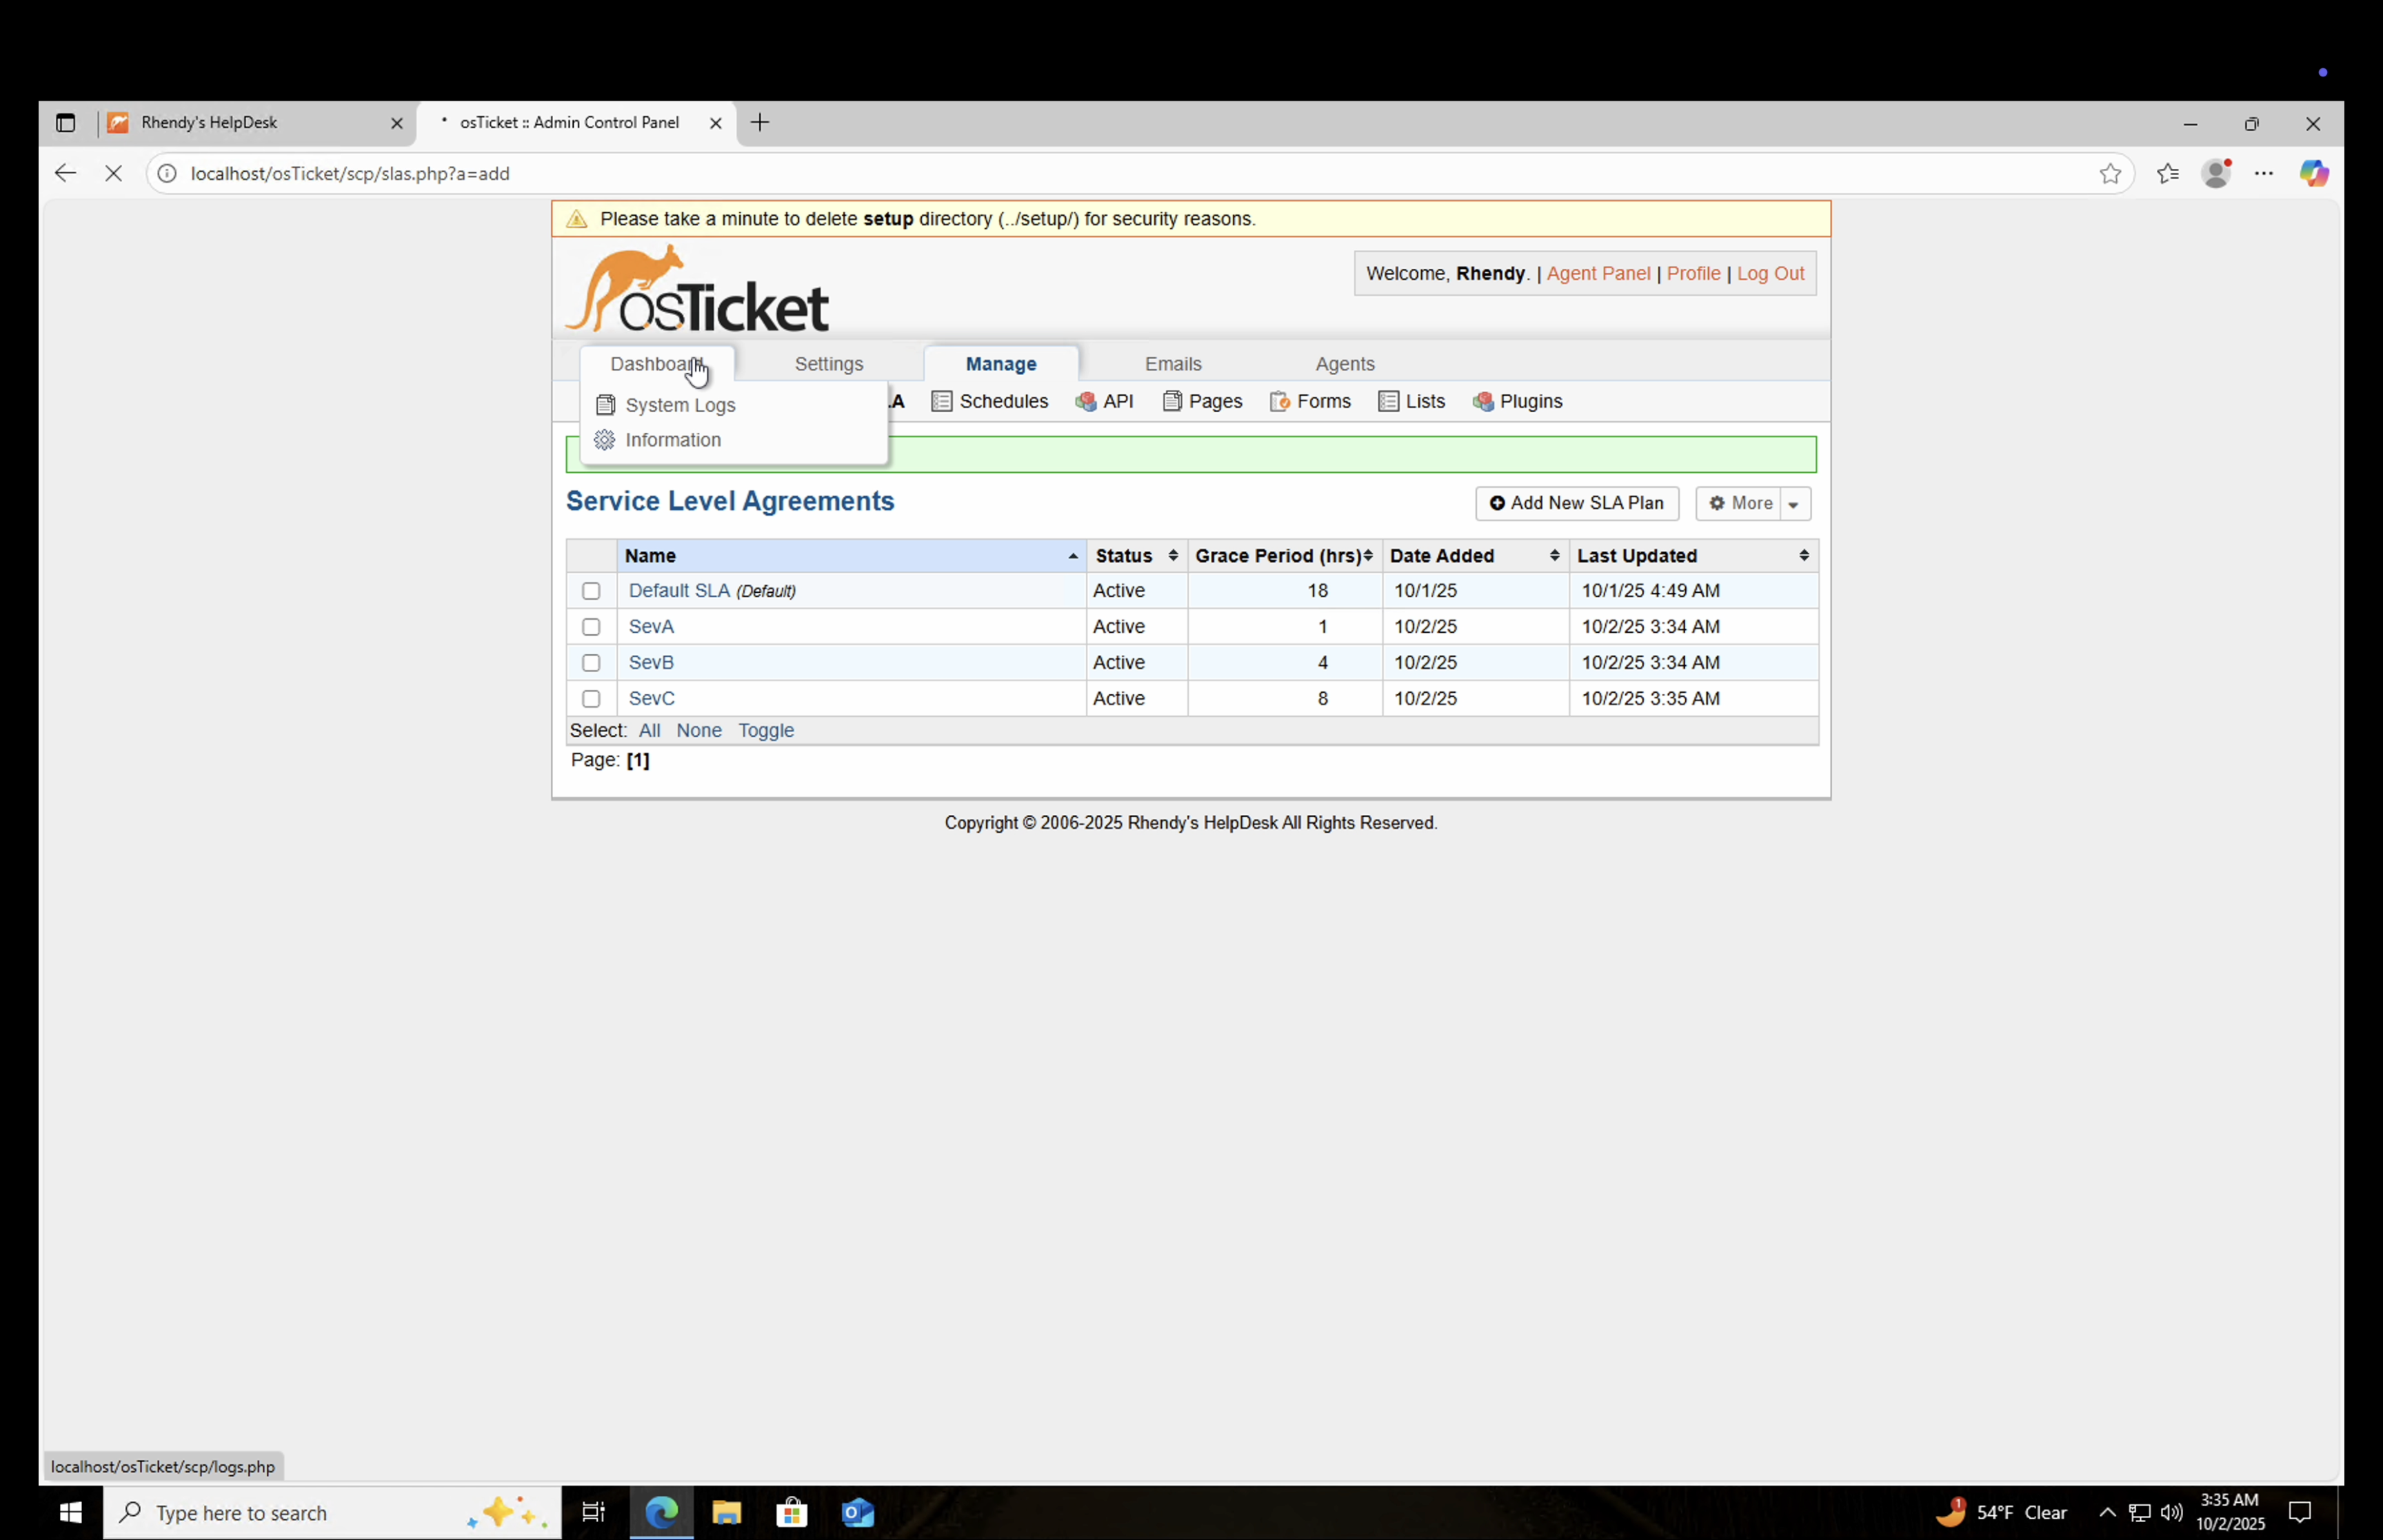 Rhendy's HelpDesk
osTicket :: Admin Control Panel
localhost/osTicket/scp/slas.php?a=add
Please take a minute to delete setup directory (../setup/) for security reasons.
osTicket
Welcome, Rhendy. | Agent Panel | Profile | Log Out
Dashboard Settings Manage Emails Agents
Schedules API Pages Forms Lists Plugins
System Logs
Information
Service Level Agreements
Add New SLA Plan More
Name Status Grace Period (hrs) Date Added Last Updated
Default SLA (Default) Active 18 10/1/25 10/1/25 4:49 AM
SevA Active 1 10/2/25 10/2/25 3:34 AM
SevB Active 4 10/2/25 10/2/25 3:34 AM
SevC Active 8 10/2/25 10/2/25 3:35 AM
Select: All None Toggle
Page: [1]
Copyright © 2006-2025 Rhendy's HelpDesk All Rights Reserved.
localhost/osTicket/scp/logs.php
Type here to search
1
54°F Clear
3:35 AM
10/2/2025